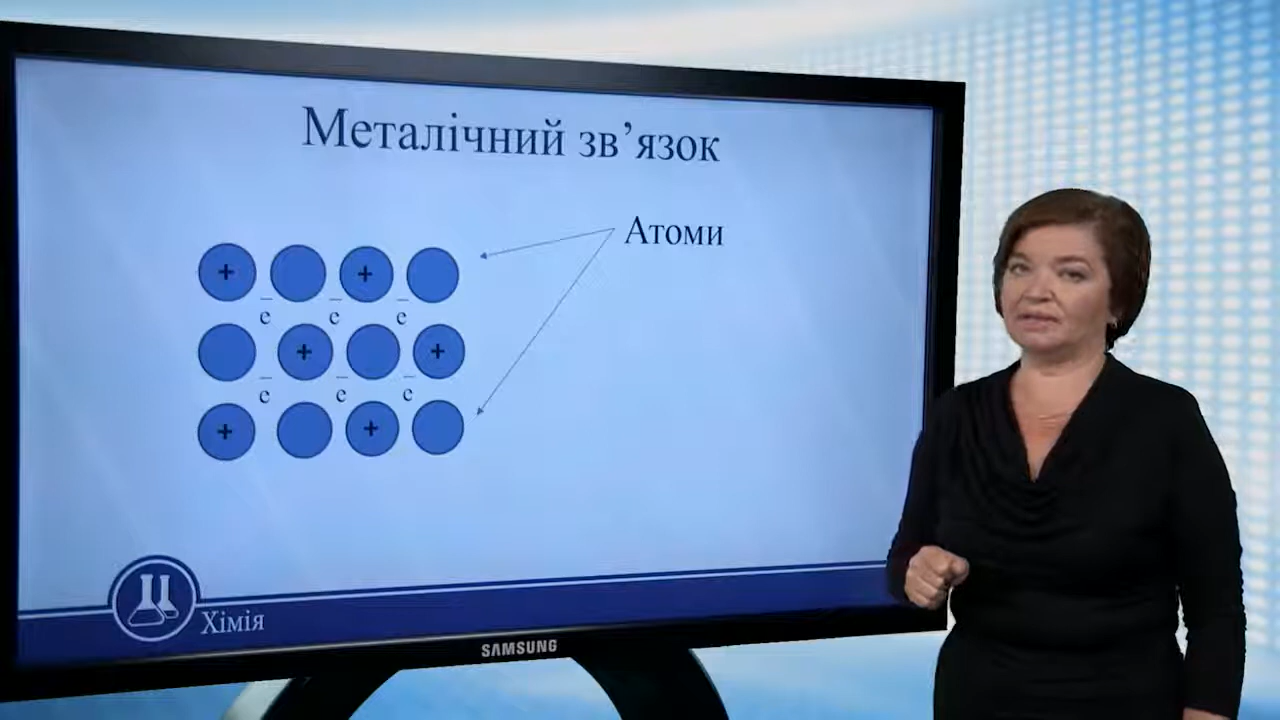 Металічний зв’язок
Атоми
+ +
e̅ e̅ e̅
+ +
e̅ e̅ e̅
+ +
Хімія
SAMSUNG